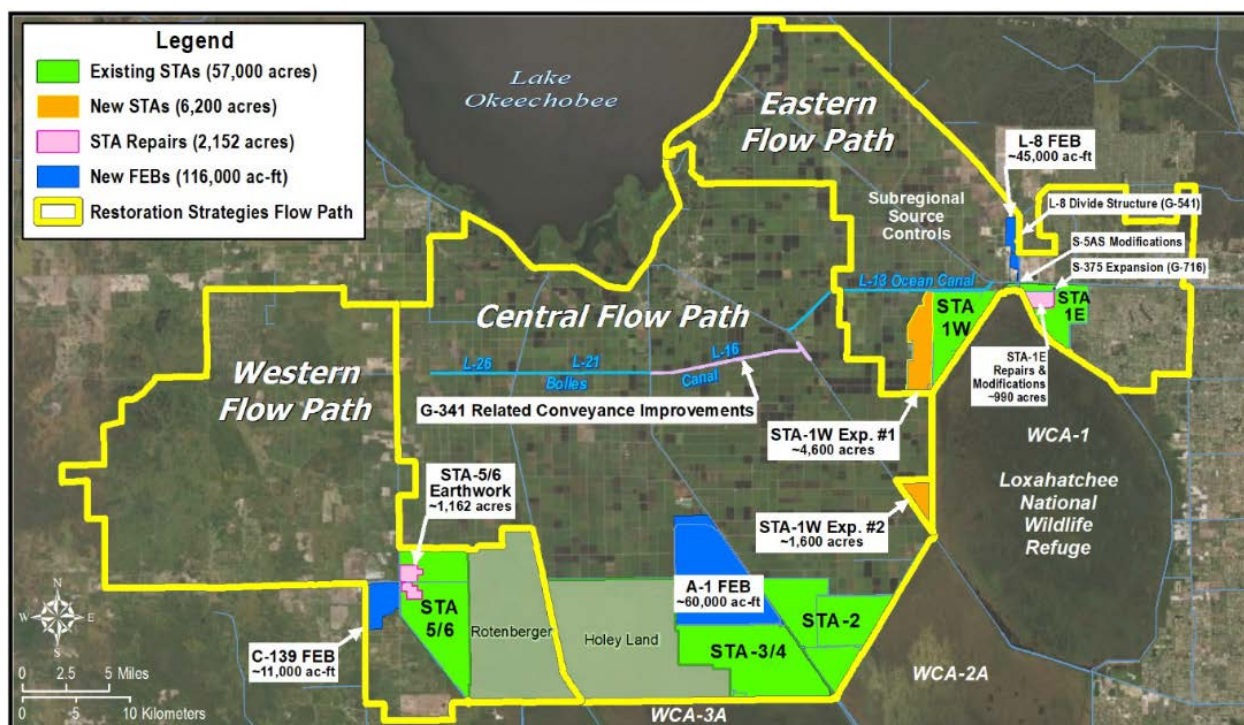 Legend
Existing STAs (57,000 acres)
New STAs (6,200 acres)
STA Repairs (2,152 acres)
New FEBs (116,000 ac-ft)
Restoration Strategies Flow Path
Lake
Okeechobee
Eastern
Flow Path
L-8 FEB
~45,000 ac-ft
Subregional
Source
Controls
L-8 Divide Structure (G-541)
S-5AS Modifications
S-375 Expansion (G-716)
L-13 Ocean Canal
STA
1W
STA
1E
STA-1E
Repairs &
Modifications
~990 acres
Central Flow Path
L-26
L-21
L-16
Bolles
Canal
G-341 Related Conveyance Improvements
Western
Flow Path
STA-1W Exp. #1
~4,600 acres
WCA-1
Loxahatchee
National
Wildlife
Refuge
STA-5/6
Earthwork
~1,162 acres
STA-1W Exp. #2
~1,600 acres
A-1 FEB
~60,000 ac-ft
STA
5/6
Rotenberger
Holey Land
STA-2
STA-3/4
C-139 FEB
~11,000 ac-ft
WCA-2A
WCA-3A
N
W
E
S
0 2.5 5 Miles
0 5 10 Kilometers